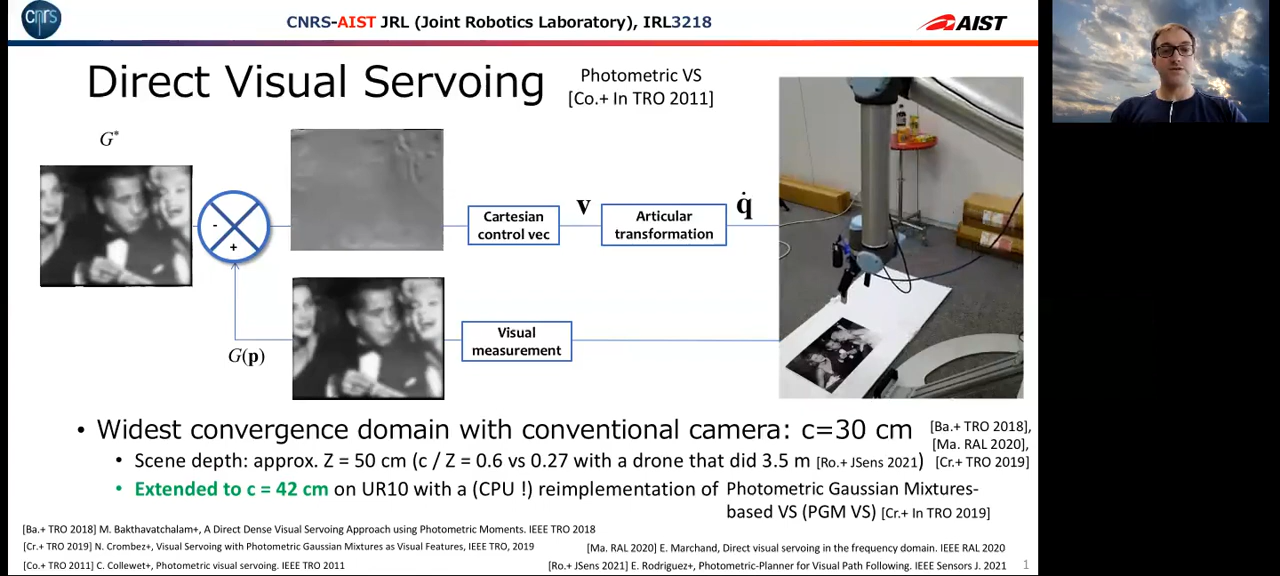 cnrs
CNRS-AIST JRL (Joint Robotics Laboratory), IRL3218
AIST
Direct Visual Servoing
Photometric VS
[Co.+ In TRO 2011]
G*
-
+
Cartesian
control vec
v
Articular
transformation
q̇
G(p)
Visual
measurement
• Widest convergence domain with conventional camera: c=30 cm
[Ba.+ TRO 2018],
[Ma. RAL 2020],
[Cr.+ TRO 2019]
• Scene depth: approx. Z = 50 cm (c / Z = 0.6 vs 0.27 with a drone that did 3.5 m [Ro.+ JSens 2021)
• Extended to c = 42 cm on UR10 with a (CPU !) reimplementation of Photometric Gaussian Mixtures-
based VS (PGM VS) [Cr.+ In TRO 2019]
[Ba.+ TRO 2018] M. Bakthavatchalam+, A Direct Dense Visual Servoing Approach using Photometric Moments. IEEE TRO 2018
[Cr.+ TRO 2019] N. Crombez+, Visual Servoing with Photometric Gaussian Mixtures as Visual Features, IEEE TRO, 2019
[Ma. RAL 2020] E. Marchand, Direct visual servoing in the frequency domain. IEEE RAL 2020
[Co.+ TRO 2011] C. Collewet+, Photometric visual servoing. IEEE TRO 2011
[Ro.+ JSens 2021] E. Rodriguez+, Photometric-Planner for Visual Path Following. IEEE Sensors J. 2021
1